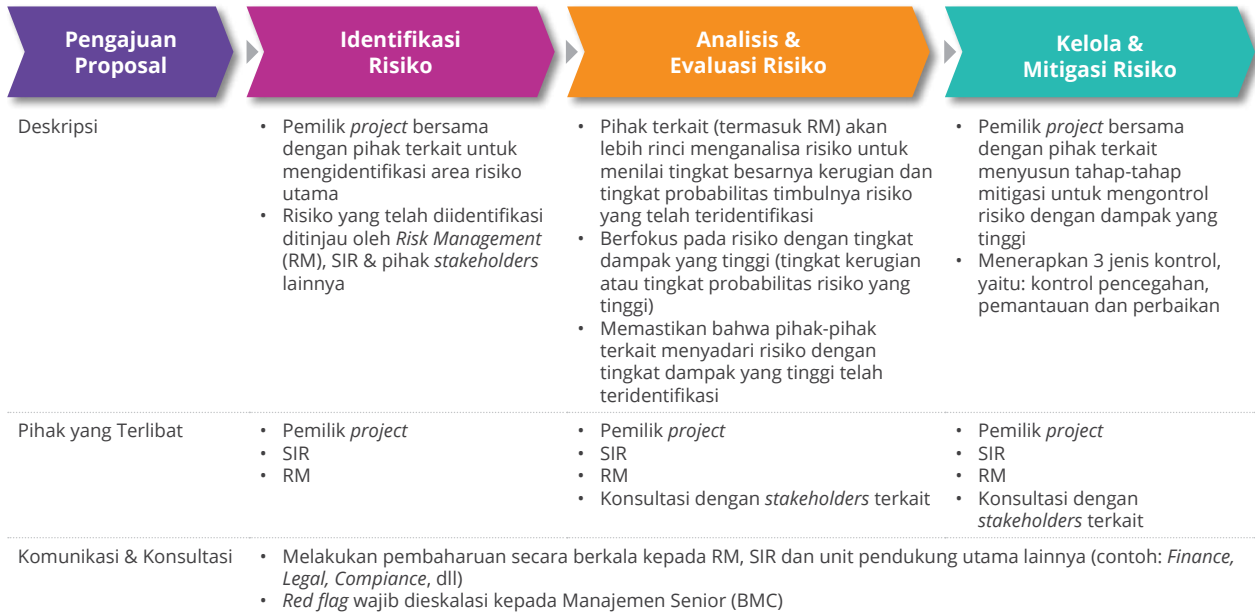 Pengajuan
Proposal
Identifikasi
Risiko
Analisis &
Evaluasi Risiko
Kelola &
Mitigasi Risiko
Deskripsi
• Pemilik project bersama
dengan pihak terkait untuk
mengidentifikasi area risiko
utama
• Risiko yang telah diidentifikasi
ditinjau oleh Risk Management
(RM), SIR & pihak stakeholders
lainnya
• Pihak terkait (termasuk RM) akan
lebih rinci menganalisa risiko untuk
menilai tingkat besarnya kerugian dan
tingkat probabilitas timbulnya risiko
yang telah teridentifikasi
• Berfokus pada risiko dengan tingkat
dampak yang tinggi (tingkat kerugian
atau tingkat probabilitas risiko yang
tinggi)
• Memastikan bahwa pihak-pihak
terkait menyadari risiko dengan
tingkat dampak yang tinggi telah
teridentifikasi
• Pemilik project bersama
dengan pihak terkait
menyusun tahap-tahap
mitigasi untuk mengontrol
risiko dengan dampak yang
tinggi
• Menerapkan 3 jenis kontrol,
yaitu: kontrol pencegahan,
pemantauan dan perbaikan
Pihak yang Terlibat
• Pemilik project
• SIR
• RM
• Pemilik project
• SIR
• RM
• Konsultasi dengan stakeholders terkait
• Pemilik project
• SIR
• RM
• Konsultasi dengan
stakeholders terkait
Komunikasi & Konsultasi
• Melakukan pembaharuan secara berkala kepada RM, SIR dan unit pendukung utama lainnya (contoh: Finance,
Legal, Compiance, dll)
• Red flag wajib dieskalasi kepada Manajemen Senior (BMC)